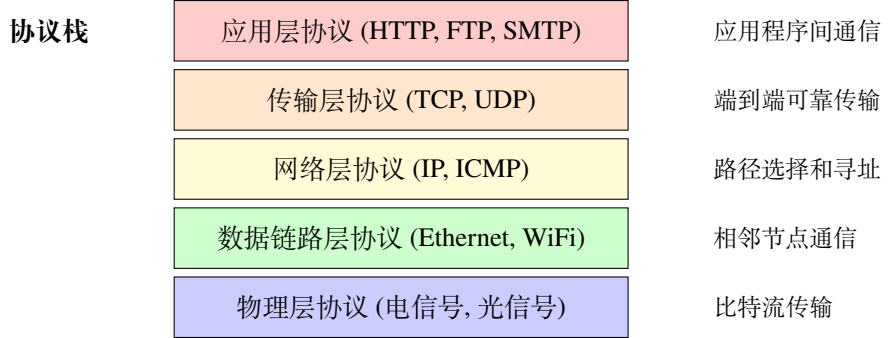 协议栈
应用层协议 (HTTP, FTP, SMTP)
应用程序间通信
传输层协议 (TCP, UDP)
端到端可靠传输
网络层协议 (IP, ICMP)
路径选择和寻址
数据链路层协议 (Ethernet, WiFi)
相邻节点通信
物理层协议 (电信号, 光信号)
比特流传输